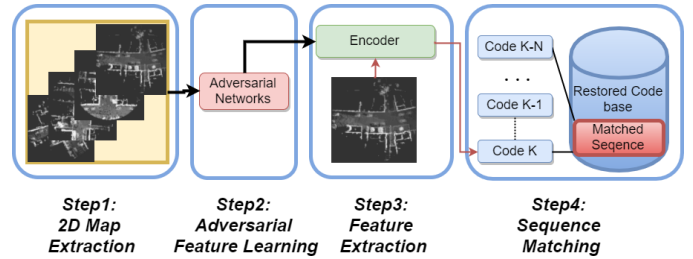 Adversarial
Networks
Encoder
Code K-N
. . .
Code K-1
Code K
Restored Code
base
Matched
Seqence
Step1:
2D Map
Extraction
Step2:
Adversarial
Feature Learning
Step3:
Feature
Extraction
Step4:
Sequence
Matching